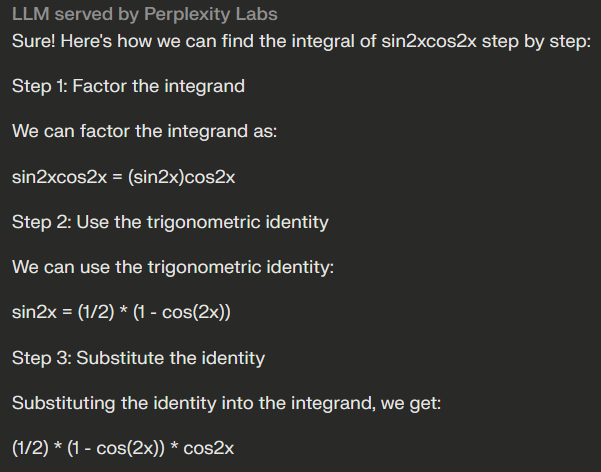 LLM served by Perplexity Labs
Sure! Here's how we can find the integral of sin2xcos2x step by step:
Step 1: Factor the integrand
We can factor the integrand as:
sin2xcos2x = (sin2x)cos2x
Step 2: Use the trigonometric identity
We can use the trigonometric identity:
sin2x = (1/2) * (1 - cos(2x))
Step 3: Substitute the identity
Substituting the identity into the integrand, we get:
(1/2) * (1 - cos(2x)) * cos2x